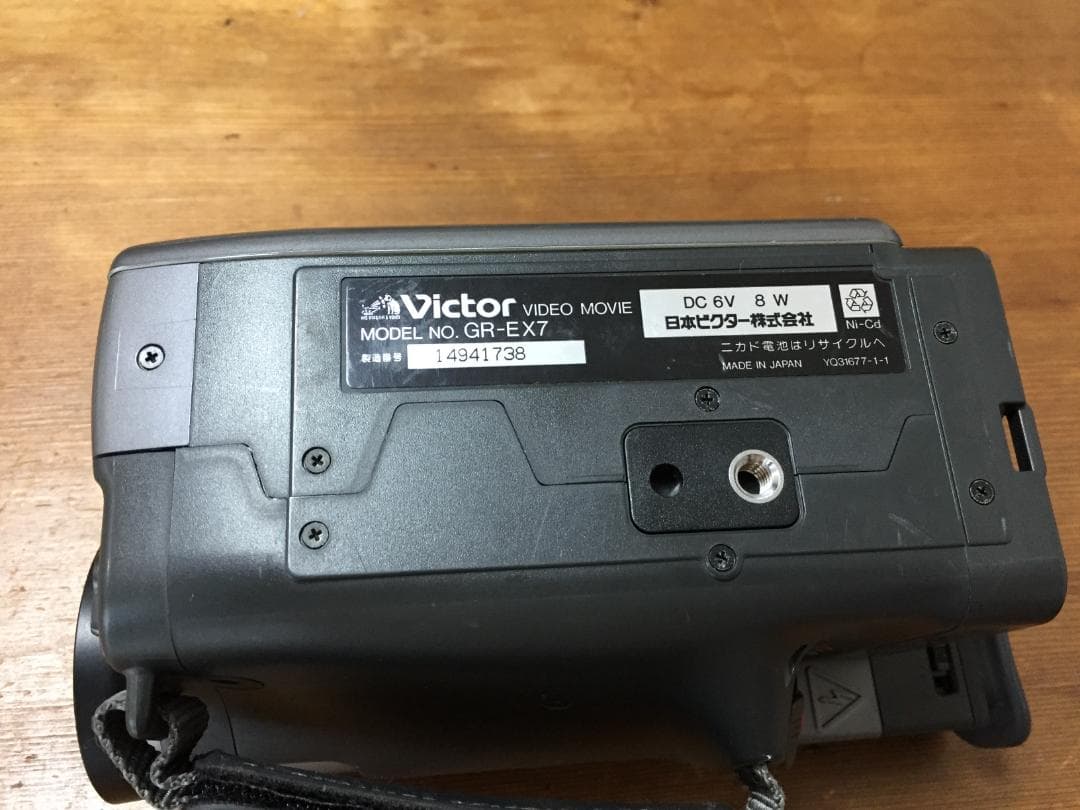 Victor VIDEO MOVIE
MODEL NO. GR-EX7
製造番号 14941738
DC 6V 8 W
日本ビクター株式会社
Ni-Cd
ニカド電池はリサイクルへ
MADE IN JAPAN YQ31677-1-1